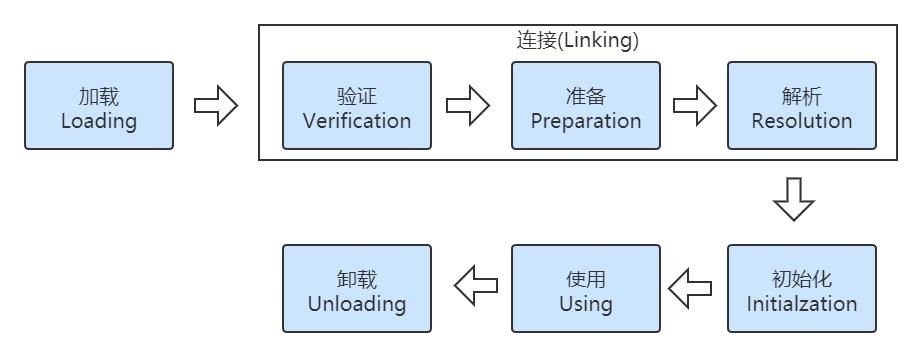 连接(Linking)
加载
Loading
验证
Verification
准备
Preparation
解析
Resolution
初始化
Initialzation
使用
Using
卸载
Unloading